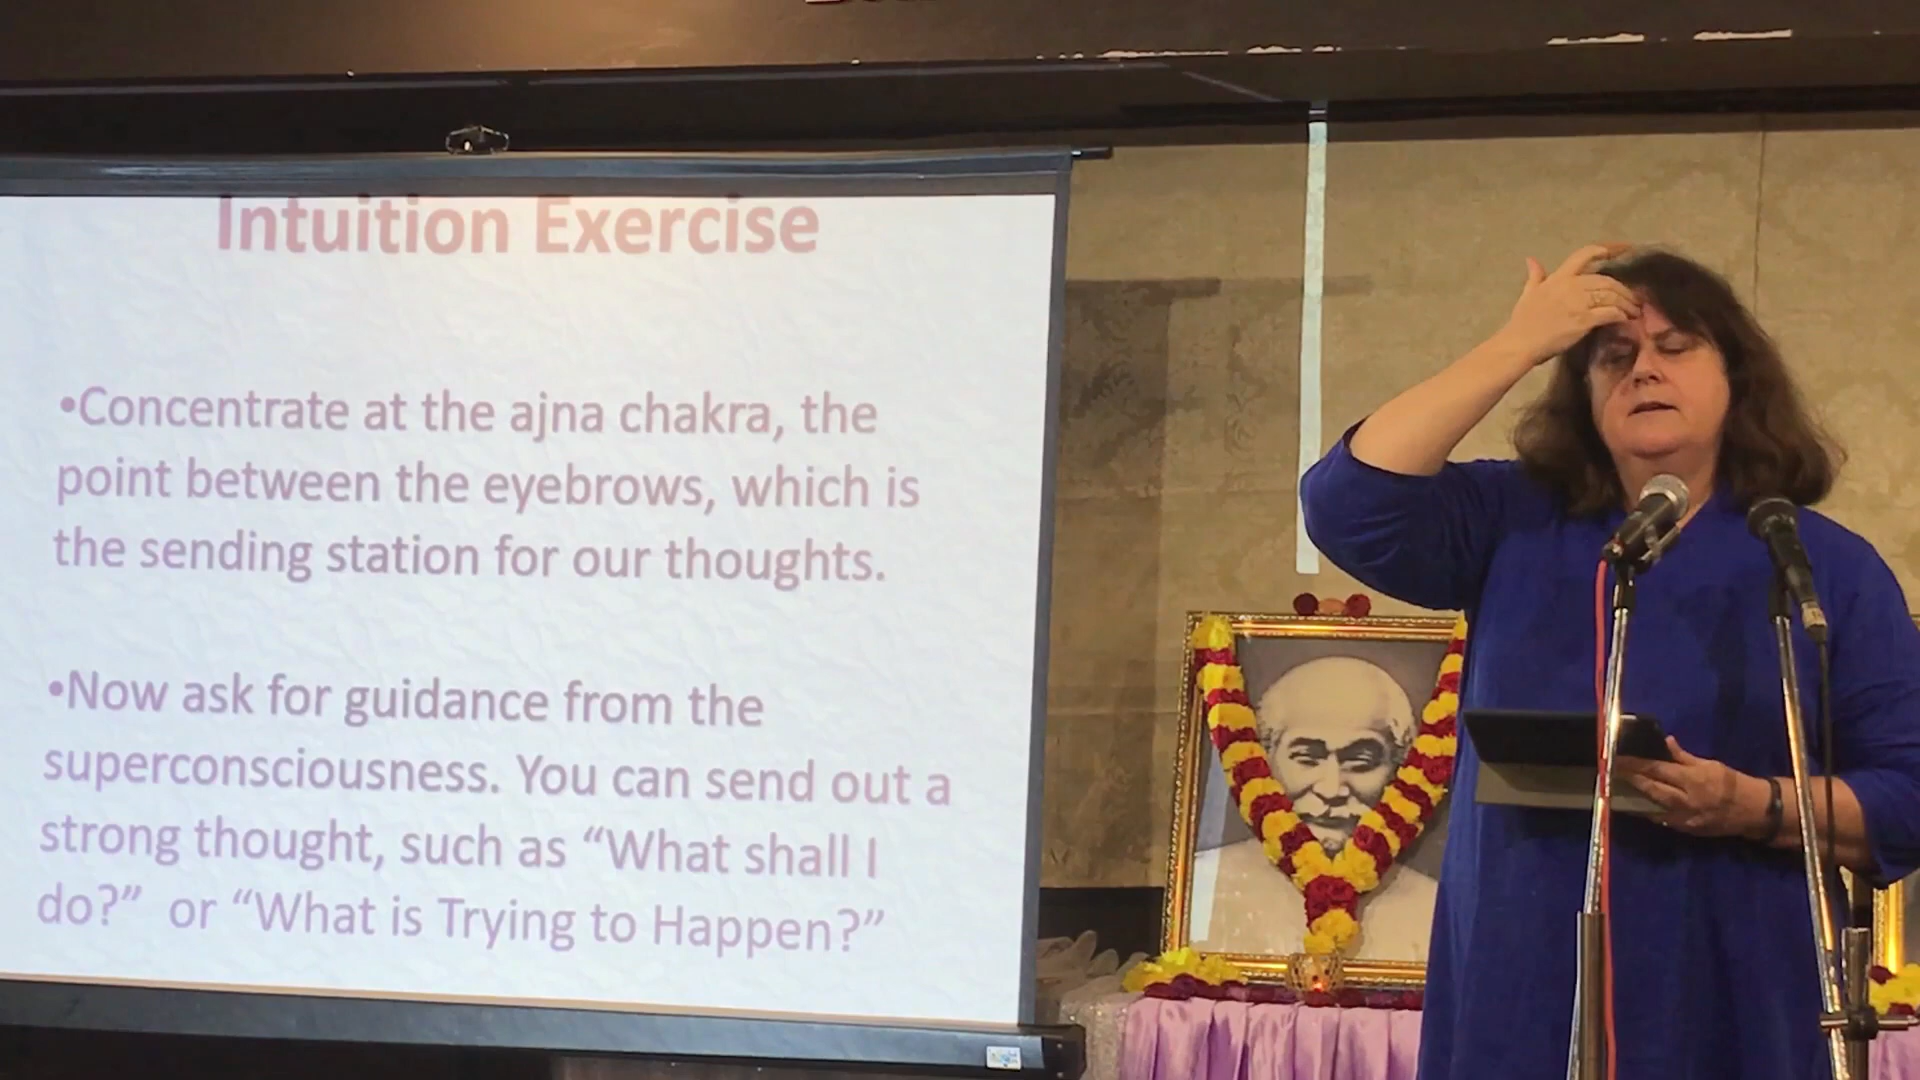 Intuition Exercise
•Concentrate at the ajna chakra, the
point between the eyebrows, which is
the sending station for our thoughts.
•Now ask for guidance from the
superconsciousness. You can send out a
strong thought, such as “What shall I
do?” or “What is Trying to Happen?”